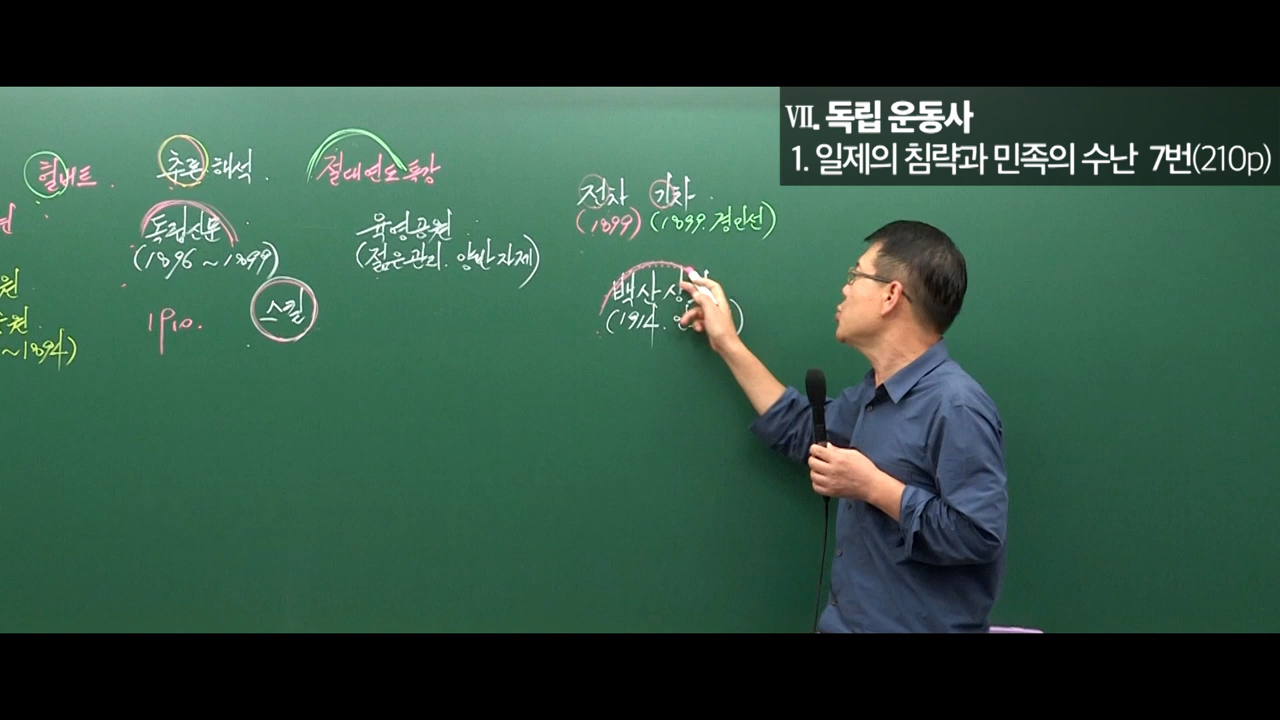 Ⅶ. 독립 운동사
1. 일제의 침략과 민족의 수난 7번(210p)
헐버트.
추론 해석.
절대연도 특강
전차 기차.
(1899) (1899. 경인선)
독립신문
(1896~1899)
육영공원
(젊은관리. 양반자제)
원
~1894)
1910.
스킬
백산상
(1914.